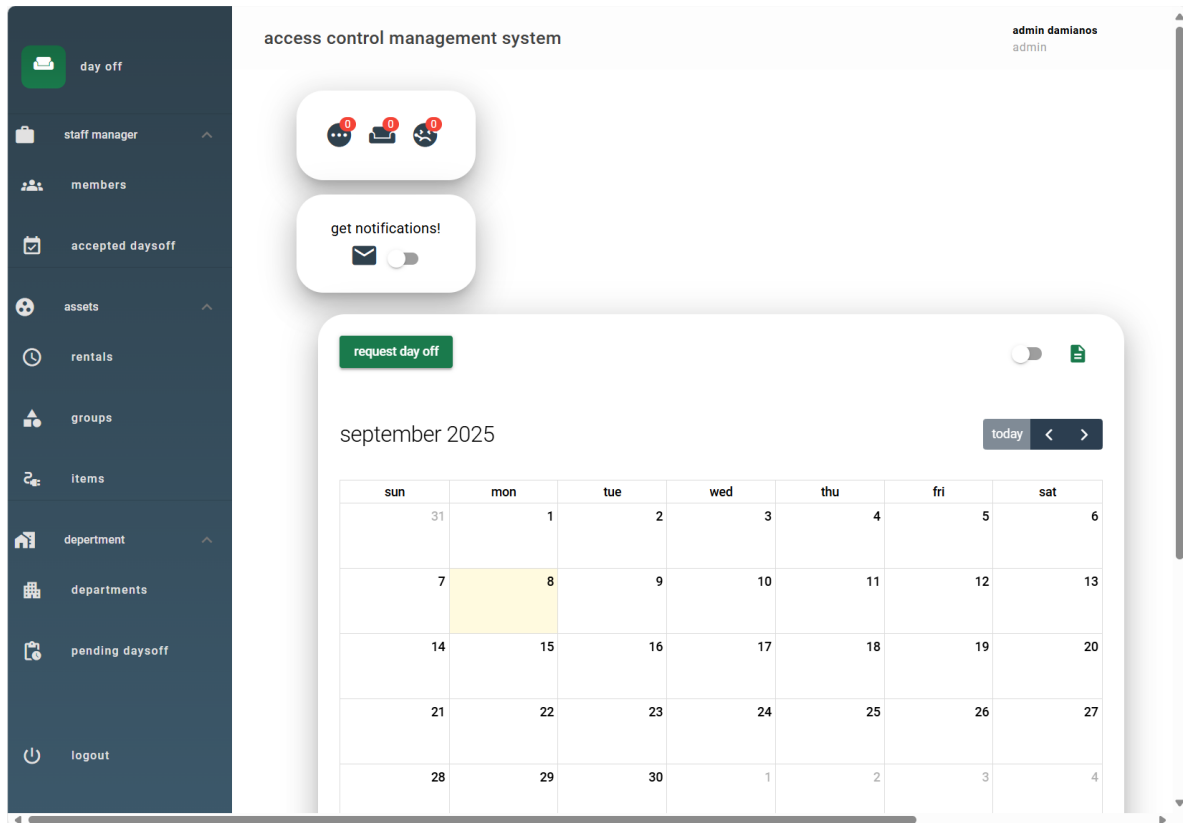 day off
staff manager
members
accepted daysoff
assets
rentals
groups
items
depertment
departments
pending daysoff
logout
access control management system
admin damianos
admin
0 0 0
get notifications!
request day off
september 2025
today
sun mon tue wed thu fri sat
31 1 2 3 4 5 6
7 8 9 10 11 12 13
14 15 16 17 18 19 20
21 22 23 24 25 26 27
28 29 30 1 2 3 4